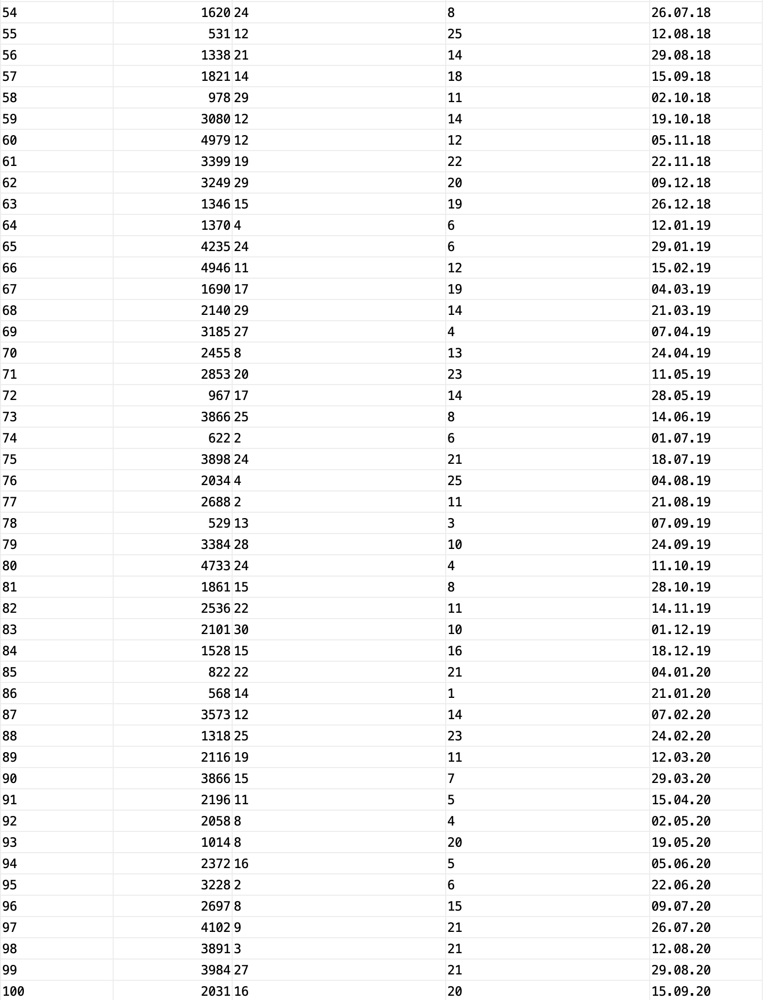 54 1620 24 8 26.07.18
55 531 12 25 12.08.18
56 1338 21 14 29.08.18
57 1821 14 18 15.09.18
58 978 29 11 02.10.18
59 3080 12 14 19.10.18
60 4979 12 12 05.11.18
61 3399 19 22 22.11.18
62 3249 29 20 09.12.18
63 1346 15 19 26.12.18
64 1370 4 6 12.01.19
65 4235 24 6 29.01.19
66 4946 11 12 15.02.19
67 1690 17 19 04.03.19
68 2140 29 14 21.03.19
69 3185 27 4 07.04.19
70 2455 8 13 24.04.19
71 2853 20 23 11.05.19
72 967 17 14 28.05.19
73 3866 25 8 14.06.19
74 622 2 6 01.07.19
75 3898 24 21 18.07.19
76 2034 4 25 04.08.19
77 2688 2 11 21.08.19
78 529 13 3 07.09.19
79 3384 28 10 24.09.19
80 4733 24 4 11.10.19
81 1861 15 8 28.10.19
82 2536 22 11 14.11.19
83 2101 30 10 01.12.19
84 1528 15 16 18.12.19
85 822 22 21 04.01.20
86 568 14 1 21.01.20
87 3573 12 14 07.02.20
88 1318 25 23 24.02.20
89 2116 19 11 12.03.20
90 3866 15 7 29.03.20
91 2196 11 5 15.04.20
92 2058 8 4 02.05.20
93 1014 8 20 19.05.20
94 2372 16 5 05.06.20
95 3228 2 6 22.06.20
96 2697 8 15 09.07.20
97 4102 9 21 26.07.20
98 3891 3 21 12.08.20
99 3984 27 21 29.08.20
100 2031 16 20 15.09.20